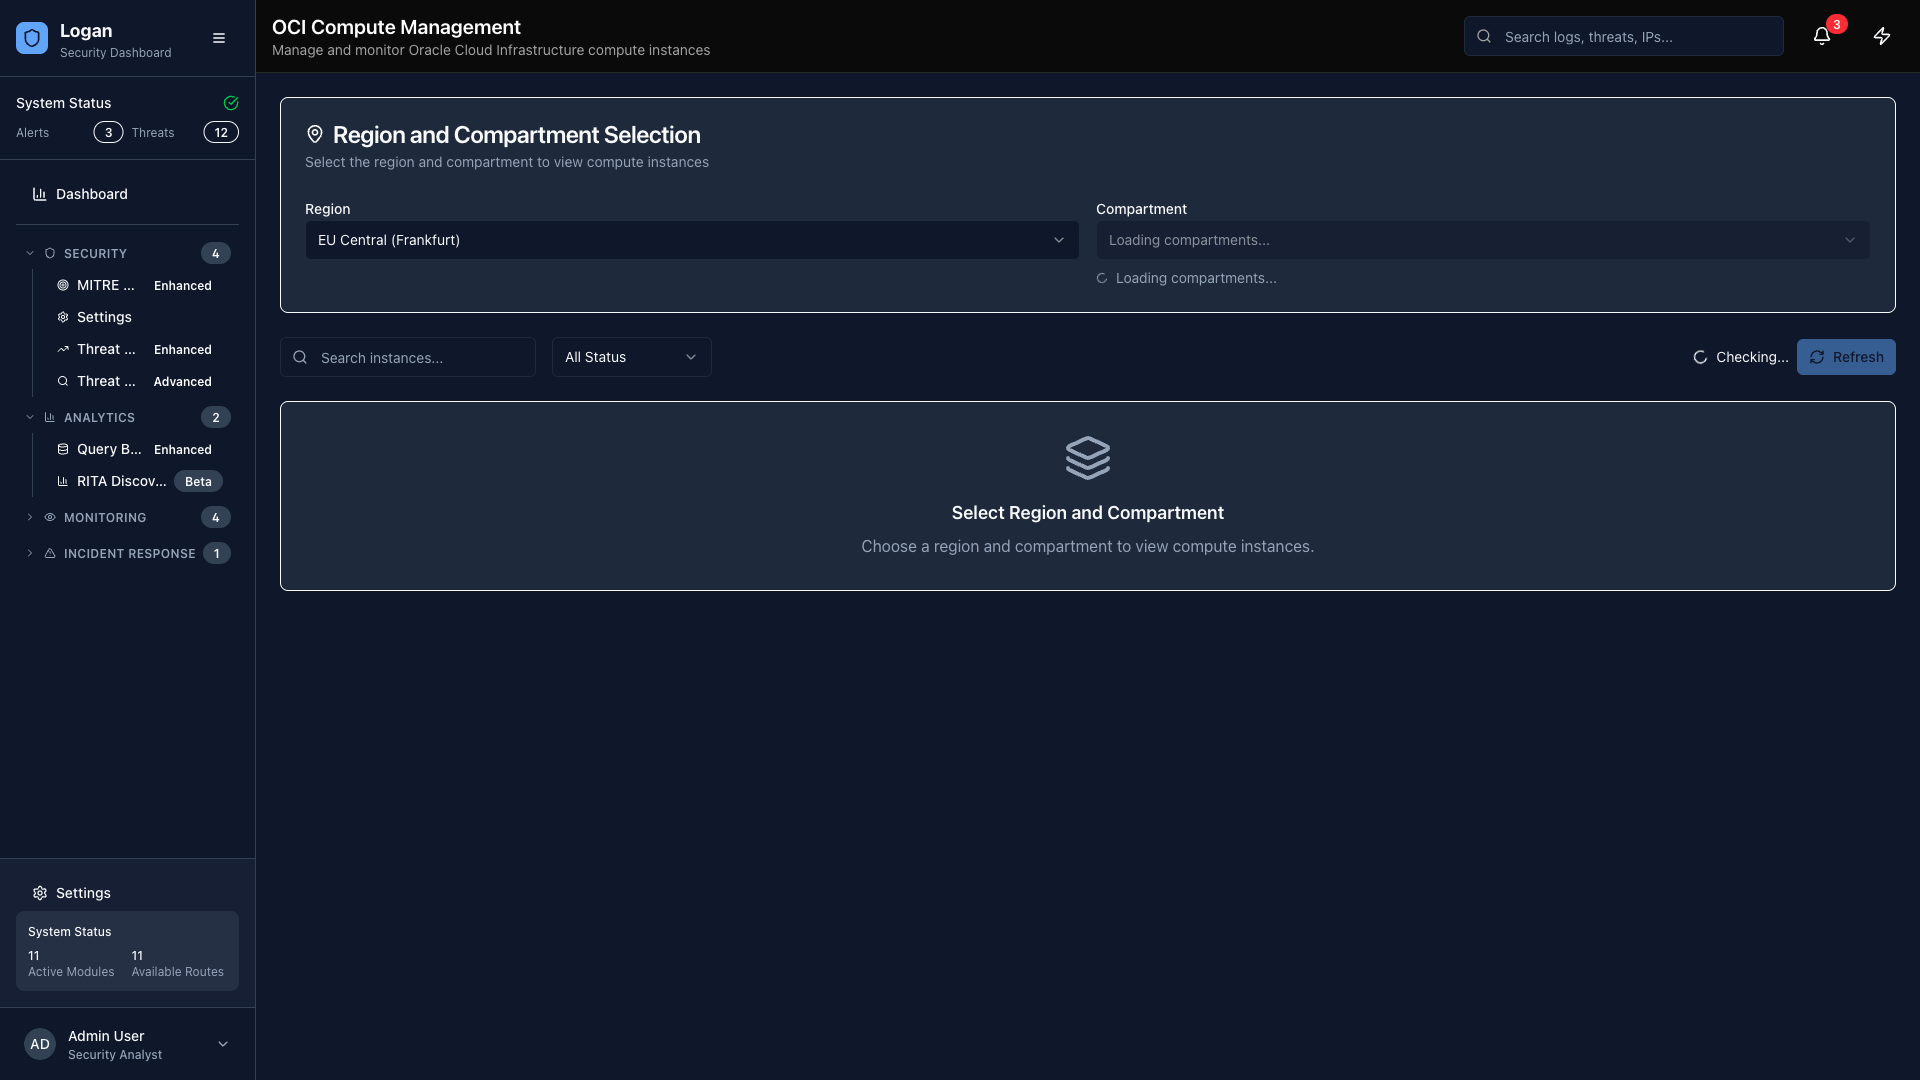 Logan
Security Dashboard
System Status
Alerts 3 Threats 12
Dashboard
SECURITY 4
MITRE ... Enhanced
Settings
Threat ... Enhanced
Threat ... Advanced
ANALYTICS 2
Query B... Enhanced
RITA Discov... Beta
MONITORING 4
INCIDENT RESPONSE 1
Settings
System Status
11 11
Active Modules Available Routes
AD
Admin User
Security Analyst
OCI Compute Management
Manage and monitor Oracle Cloud Infrastructure compute instances
Search logs, threats, IPs...
3
Region and Compartment Selection
Select the region and compartment to view compute instances
Region
EU Central (Frankfurt)
Compartment
Loading compartments...
Loading compartments...
Search instances...
All Status
Checking...
Refresh
Select Region and Compartment
Choose a region and compartment to view compute instances.